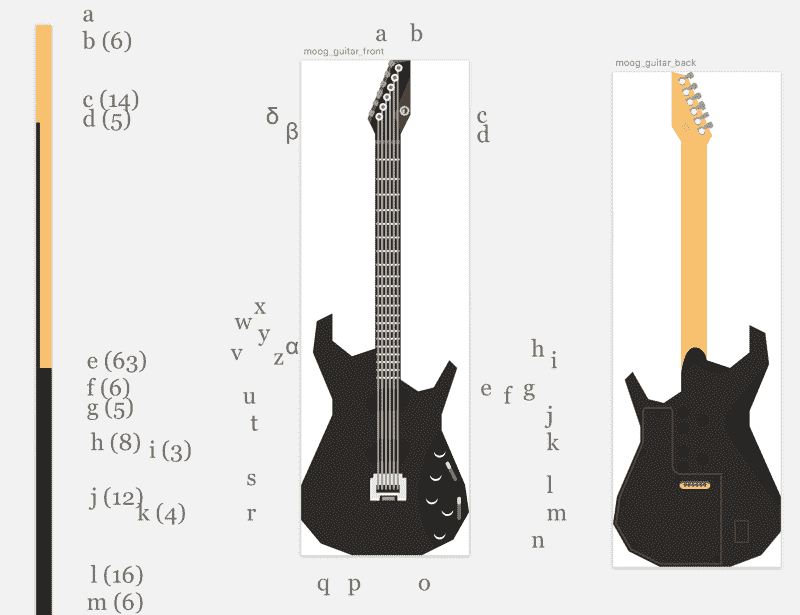 a
b (6)
c (14)
d (5)
e (63)
f (6)
g (5)
h (8) i (3)
j (12)
k (4)
l (16)
m (6)
moog_guitar_front
a b
δ
β
c
d
x
w
y
v
z α
u
t
s
r
q p o
e f g
h i
j
k
l
m
n
moog_guitar_back